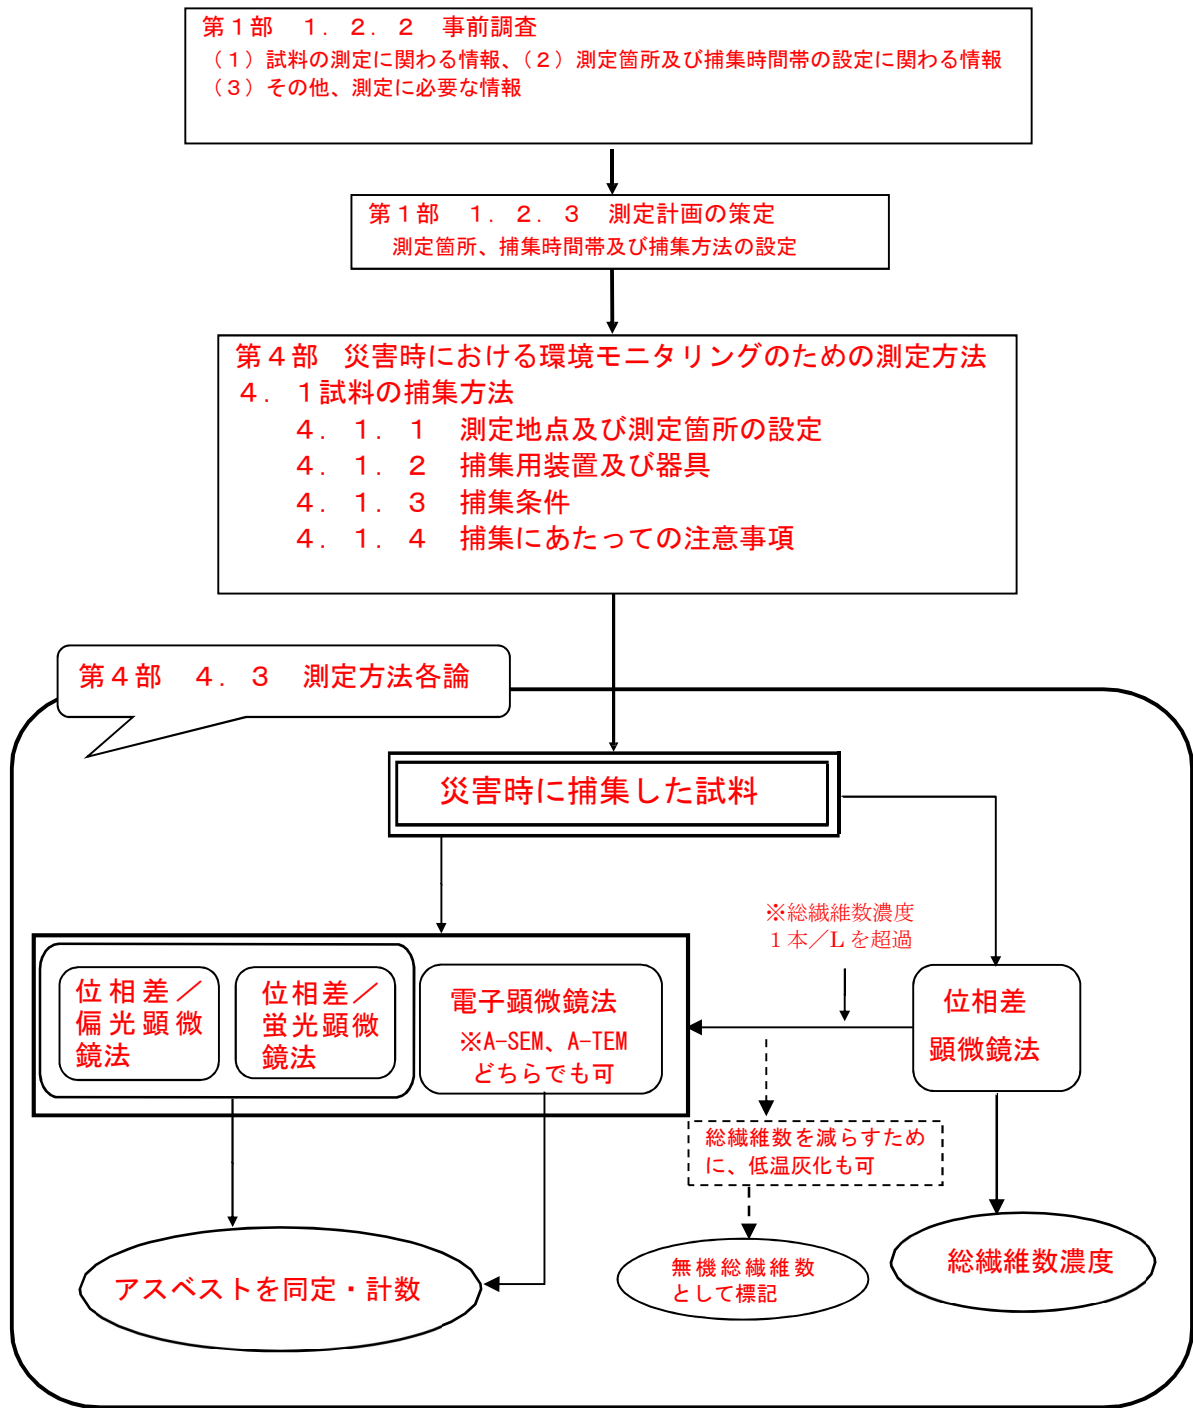 第1部　1．2．2　事前調査
（1）試料の測定に関わる情報、（2）測定箇所及び捕集時間帯の設定に関わる情報
（3）その他、測定に必要な情報
第1部　1．2．3　測定計画の策定
測定箇所、捕集時間帯及び捕集方法の設定
第4部　災害時における環境モニタリングのための測定方法
4．1試料の捕集方法
4．1．1　測定地点及び測定箇所の設定
4．1．2　捕集用装置及び器具
4．1．3　捕集条件
4．1．4　捕集にあたっての注意事項
第4部　4．3　測定方法各論
災害時に捕集した試料
※総繊維数濃度
1本／Lを超過
位相差／
偏光顕微
鏡法
位相差／
蛍光顕微
鏡法
電子顕微鏡法
※A-SEM、A-TEM
どちらでも可
位相差
顕微鏡法
総繊維数を減らすため
に、低温灰化も可
アスベストを同定・計数
無機総繊維数
として標記
総繊維数濃度